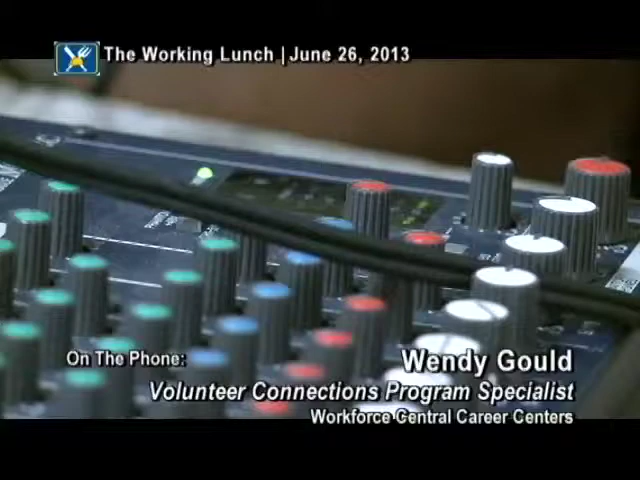 The Working Lunch | June 26, 2013
On The Phone:
Wendy Gould
Volunteer Connections Program Specialist
Workforce Central Career Centers